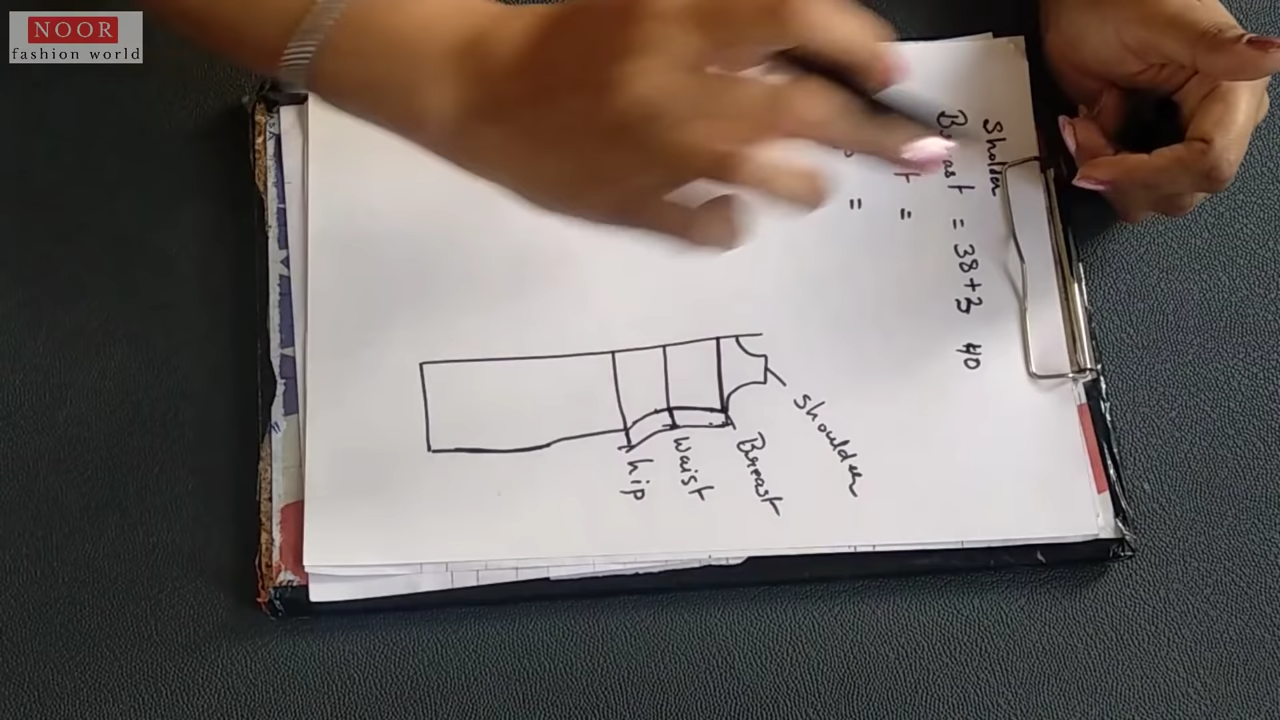 NOOR
fashion world
Sholder
Breast = 38+3 40
=
=
shoulder
Breast
Waist
hip